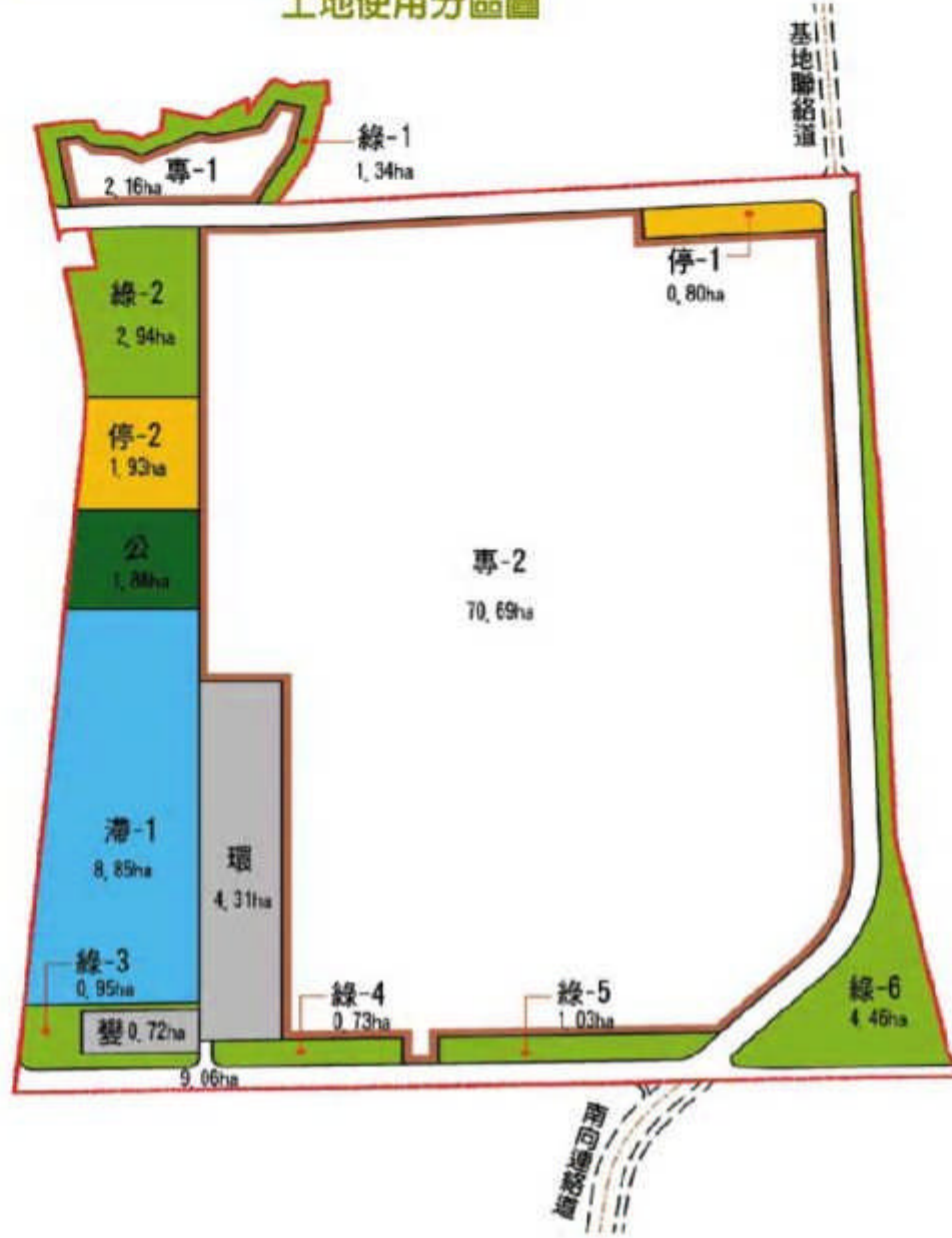 土地使用分區圖
基地聯絡道
綠-1
1,34ha
專-1
2,16ha
停-1
0,80ha
綠-2
2,94ha
停-2
1,93ha
公
1,88ha
專-2
70,69ha
滯-1
8,85ha
環
4,31ha
綠-3
0,95ha
綠-4
0,73ha
綠-5
1,03ha
綠-6
4,46ha
變 0,72ha
9,06ha
南向連絡道